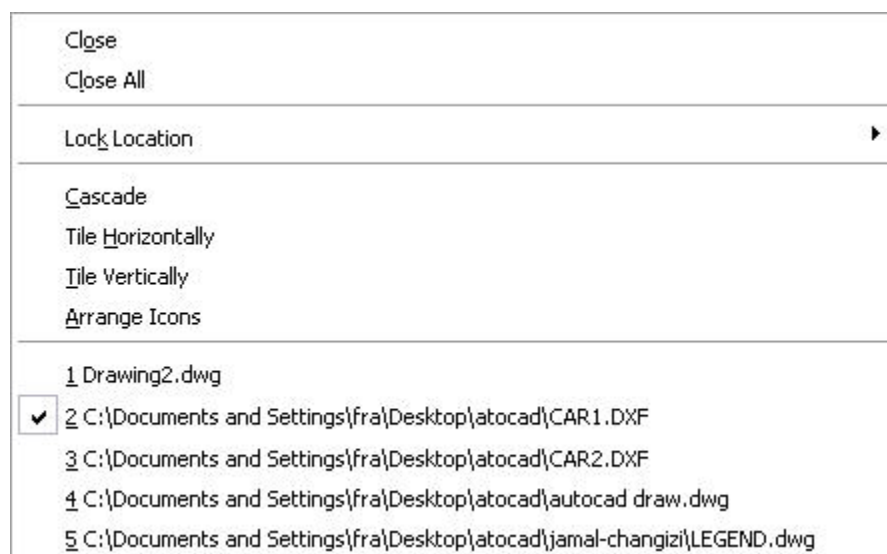 Close
Close All
Lock Location
Cascade
Tile Horizontally
Tile Vertically
Arrange Icons
1 Drawing2.dwg
2 C:\Documents and Settings\fra\Desktop\atocad\CAR1.DXF
3 C:\Documents and Settings\fra\Desktop\atocad\CAR2.DXF
4 C:\Documents and Settings\fra\Desktop\atocad\autocad draw.dwg
5 C:\Documents and Settings\fra\Desktop\atocad\jamal-changizi\LEGEND.dwg